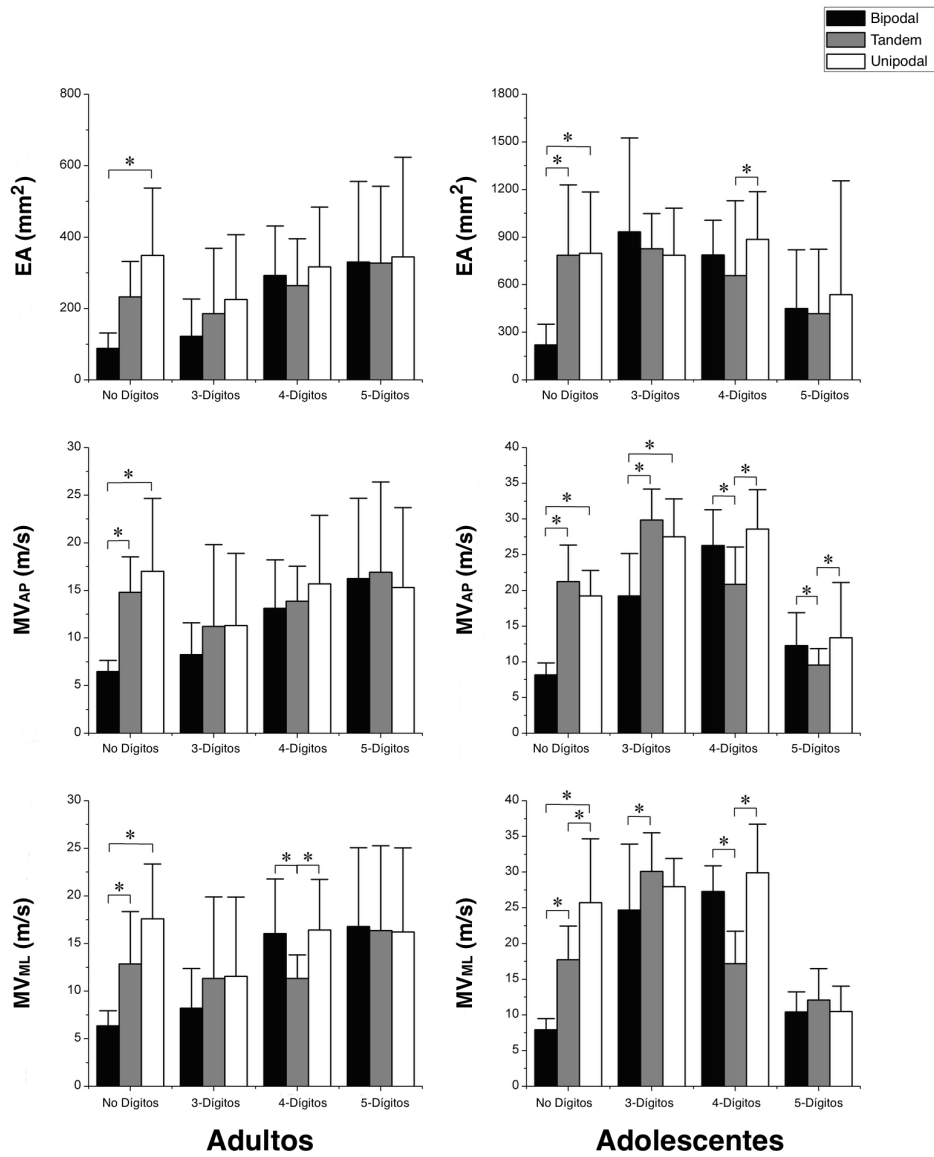 Bipodal
Tandem
Unipodal
800
600
400
200
0
EA (mm²)
*
No Dígitos 3-Dígitos 4-Dígitos 5-Dígitos
1800
1500
1200
900
600
300
0
EA (mm²)
* * *
No Dígitos 3-Dígitos 4-Dígitos 5-Dígitos
30
25
20
15
10
5
0
MVAP (m/s)
* *
No Dígitos 3-Dígitos 4-Dígitos 5-Dígitos
40
35
30
25
20
15
10
5
0
MVAP (m/s)
* * * * * * * *
No Dígitos 3-Dígitos 4-Dígitos 5-Dígitos
30
25
20
15
10
5
0
MVML (m/s)
* * * *
No Dígitos 3-Dígitos 4-Dígitos 5-Dígitos
40
35
30
25
20
15
10
5
0
MVML (m/s)
* * * * * *
No Dígitos 3-Dígitos 4-Dígitos 5-Dígitos
Adultos
Adolescentes